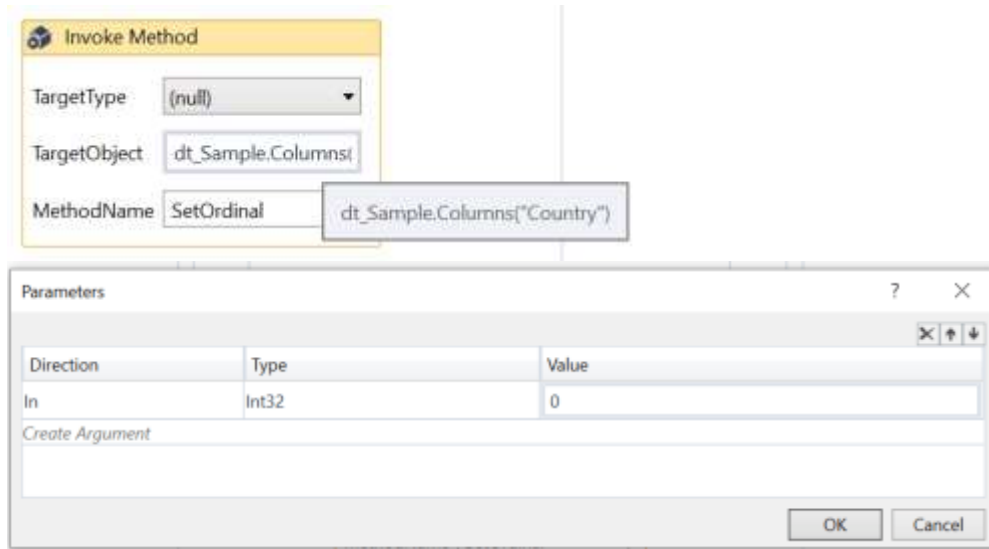 Invoke Method
TargetType (null)
TargetObject dt_Sample.Columns(
MethodName SetOrdinal
dt_Sample.Columns("Country")
Parameters ?
Direction Type Value
In Int32 0
Create Argument
OK Cancel